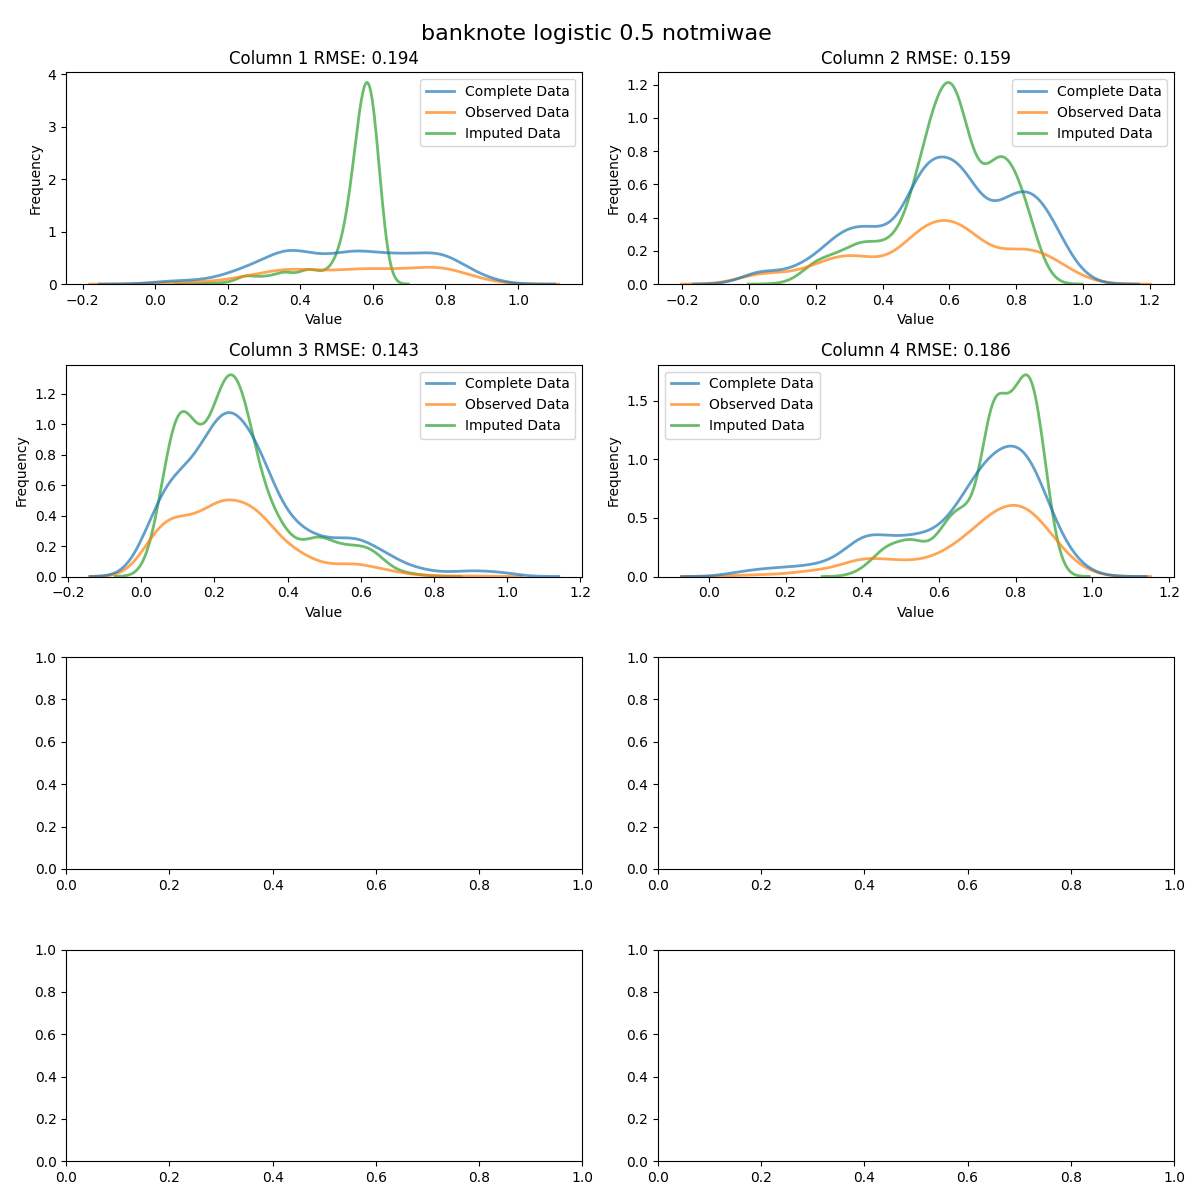 banknote logistic 0.5 notmiwae
Column 1 RMSE: 0.194
4
3
2
1
0
Frequency
Complete Data
Observed Data
Imputed Data
−0.2 0.0 0.2 0.4 0.6 0.8 1.0
Value
Column 2 RMSE: 0.159
1.2
1.0
0.8
0.6
0.4
0.2
0.0
Frequency
Complete Data
Observed Data
Imputed Data
−0.2 0.0 0.2 0.4 0.6 0.8 1.0 1.2
Value
Column 3 RMSE: 0.143
1.2
1.0
0.8
0.6
0.4
0.2
0.0
Frequency
Complete Data
Observed Data
Imputed Data
−0.2 0.0 0.2 0.4 0.6 0.8 1.0 1.2
Value
Column 4 RMSE: 0.186
1.5
1.0
0.5
0.0
Frequency
Complete Data
Observed Data
Imputed Data
0.0 0.2 0.4 0.6 0.8 1.0 1.2
Value
1.0
0.8
0.6
0.4
0.2
0.0
0.0 0.2 0.4 0.6 0.8 1.0
1.0
0.8
0.6
0.4
0.2
0.0
0.0 0.2 0.4 0.6 0.8 1.0
1.0
0.8
0.6
0.4
0.2
0.0
0.0 0.2 0.4 0.6 0.8 1.0
1.0
0.8
0.6
0.4
0.2
0.0
0.0 0.2 0.4 0.6 0.8 1.0